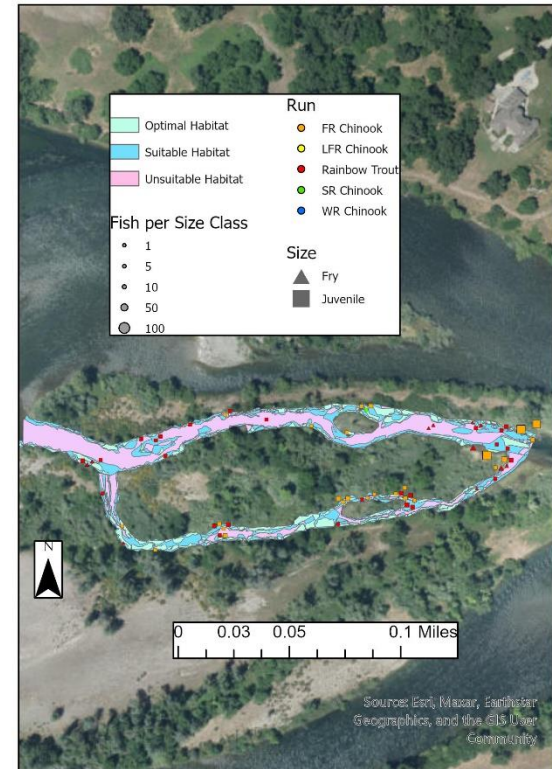 Optimal Habitat
Suitable Habitat
Unsuitable Habitat
Fish per Size Class
1
5
10
50
100
Run
FR Chinook
LFR Chinook
Rainbow Trout
SR Chinook
WR Chinook
Size
Fry
Juvenile
N
0 0.03 0.05 0.1 Miles
Source: Esri, Maxar, Earthstar
Geographics, and the GIS User
Community